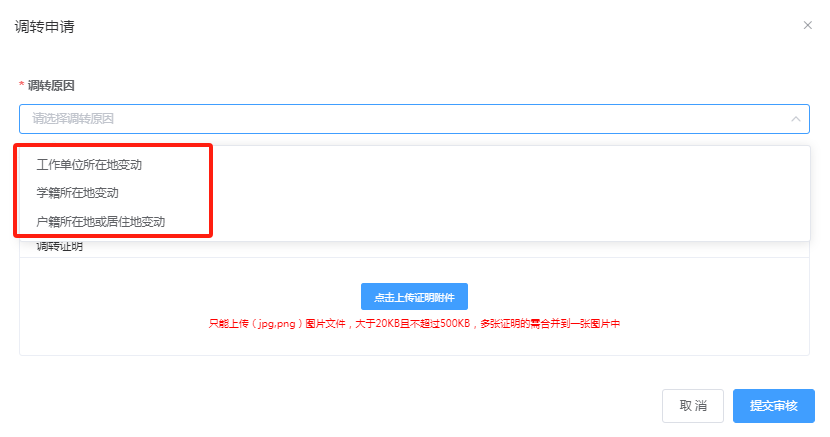 调转申请
* 调转原因
请选择调转原因
工作单位所在地变动
学籍所在地变动
户籍所在地或居住地变动
调转证明
点击上传证明附件
只能上传（jpg.png）图片文件，大于20KB且不超过500KB，多张证明的需合并到一张图片中
取 消
提交审核